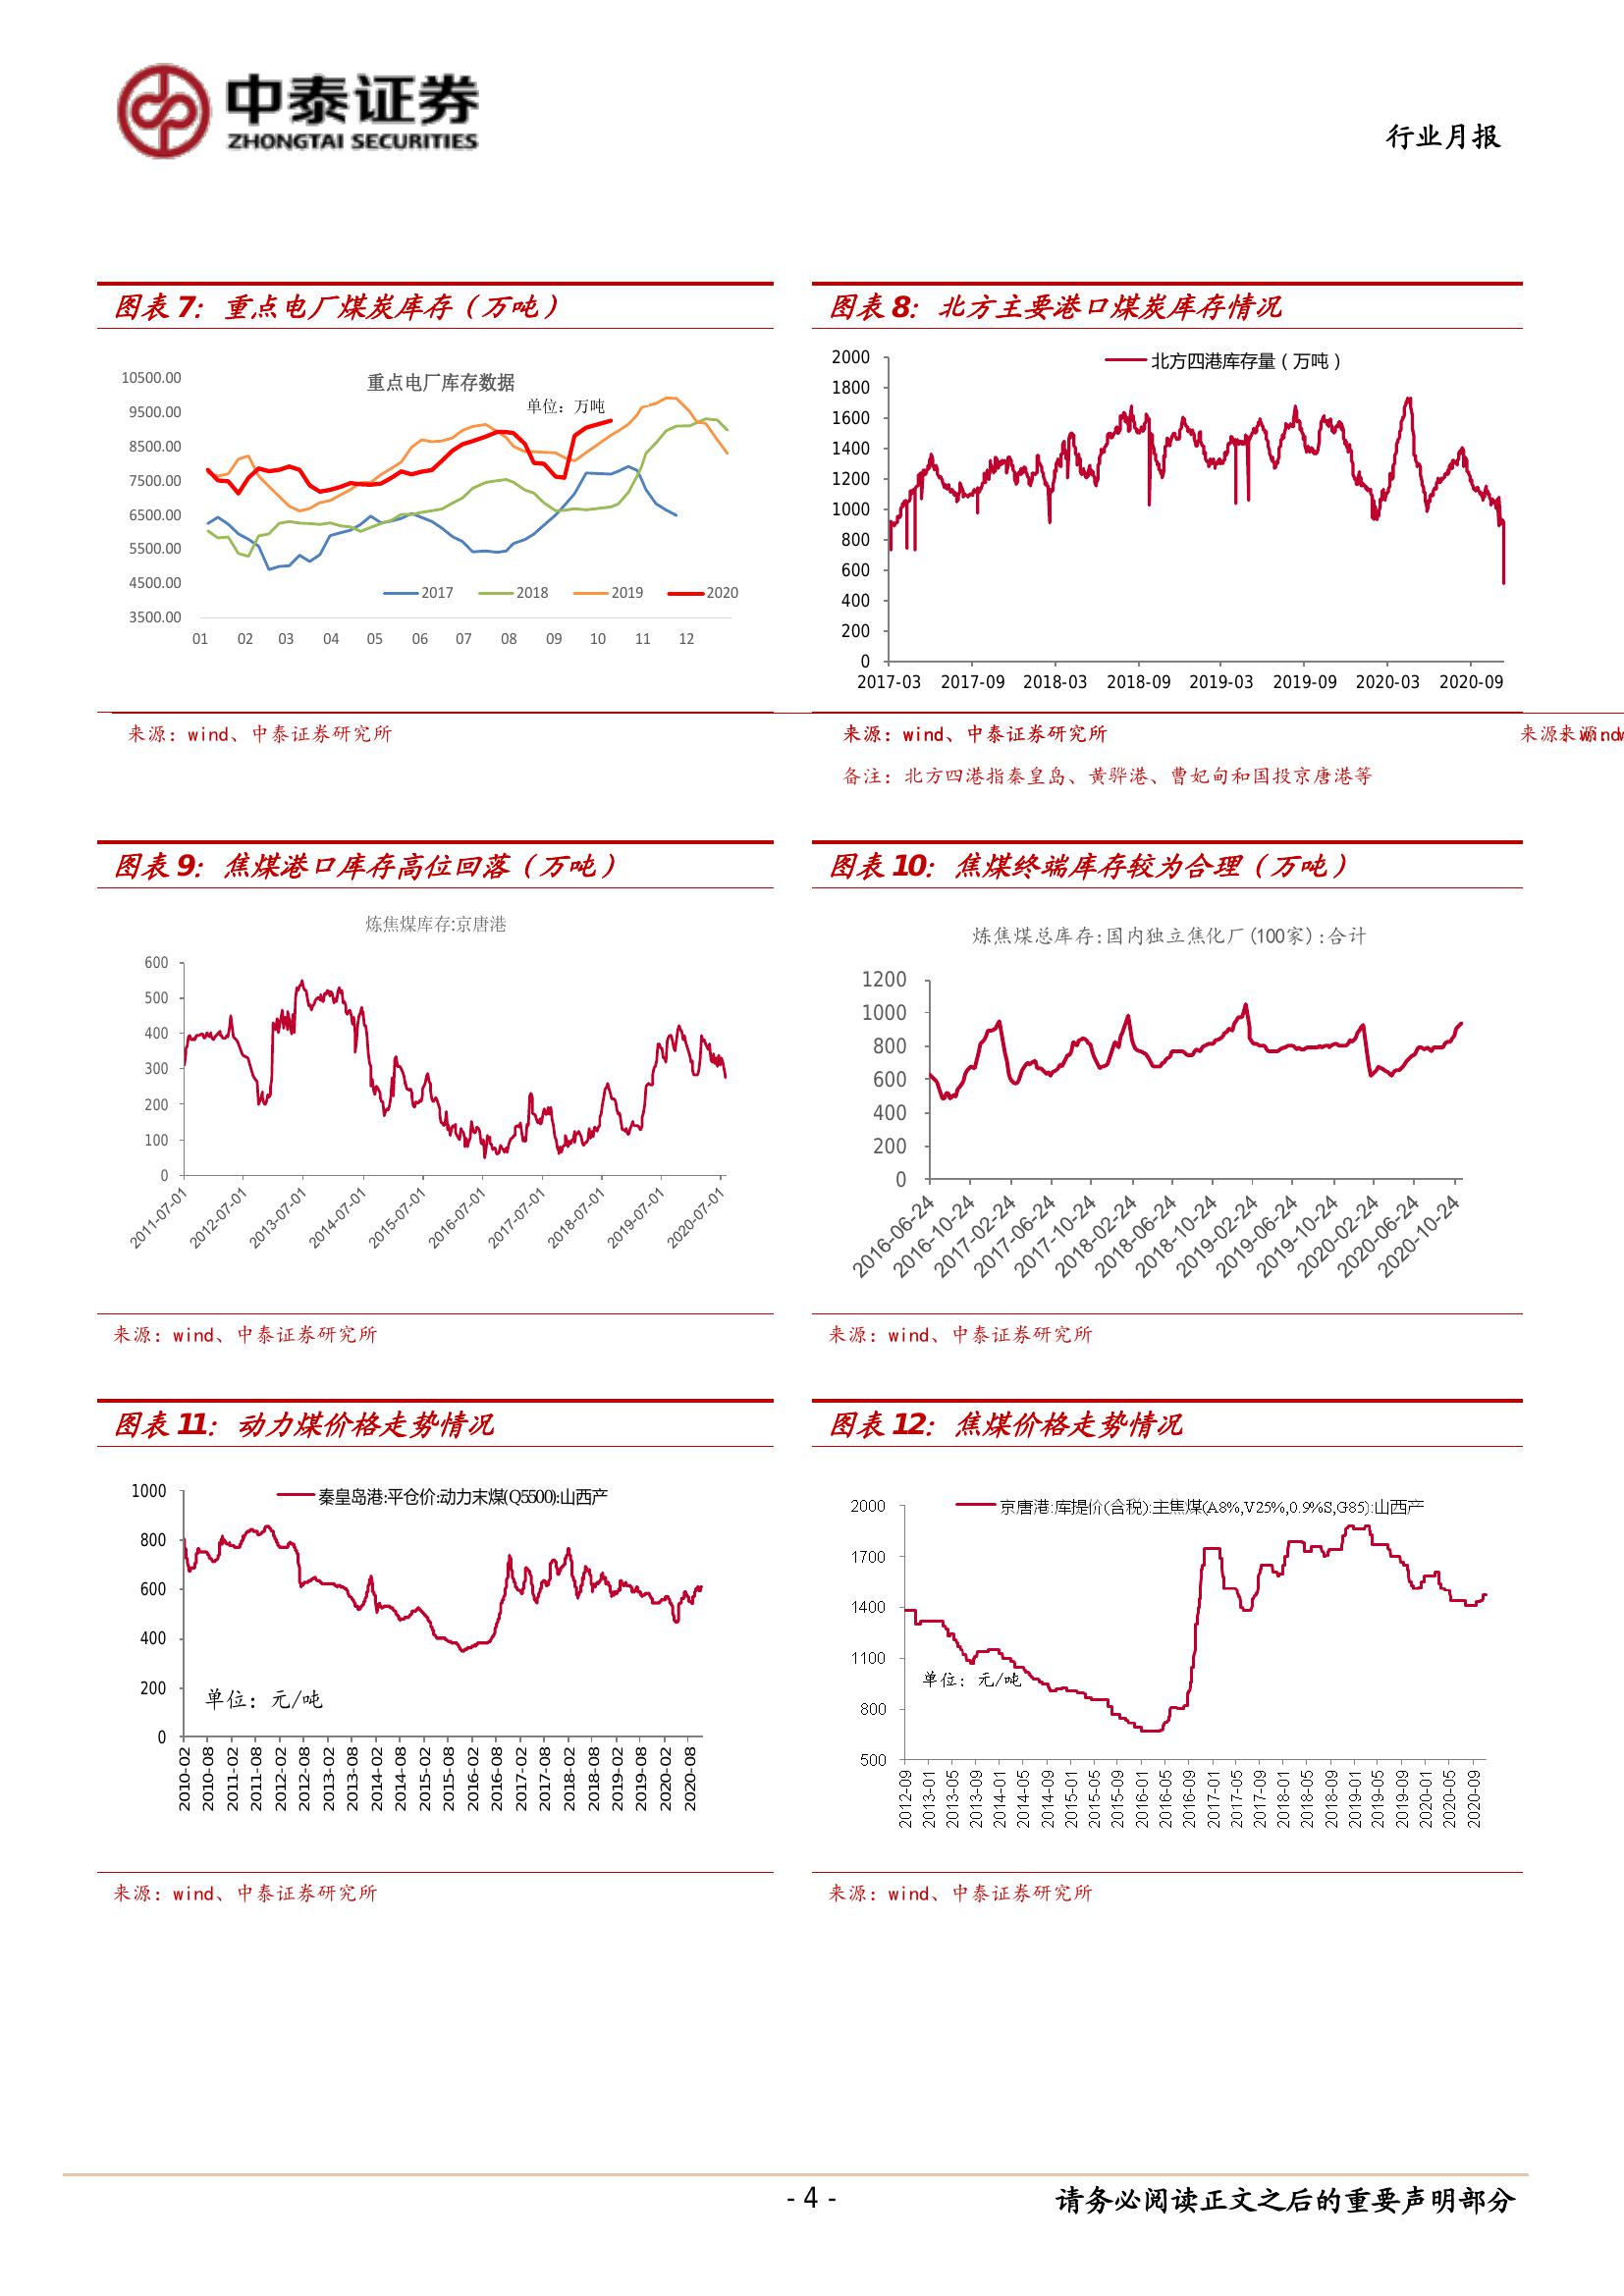 中泰证券
ZHONGTAI SECURITIES
行业月报
图表 7：重点电厂煤炭库存（万吨）
重点电厂库存数据
单位：万吨
10500.00
9500.00
8500.00
7500.00
6500.00
5500.00
4500.00
3500.00
2017 2018 2019 2020
01 02 03 04 05 06 07 08 09 10 11 12
来源：wind、中泰证券研究所
图表 8：北方主要港口煤炭库存情况
北方四港库存量（万吨）
2000
1800
1600
1400
1200
1000
800
600
400
200
0
2017-03 2017-09 2018-03 2018-09 2019-03 2019-09 2020-03 2020-09
来源：wind、中泰证券研究所
备注：北方四港指秦皇岛、黄骅港、曹妃甸和国投京唐港等
图表 9：焦煤港口库存高位回落（万吨）
炼焦煤库存:京唐港
600
500
400
300
200
100
0
2011-07-01 2012-07-01 2013-07-01 2014-07-01 2015-07-01 2016-07-01 2017-07-01 2018-07-01 2019-07-01 2020-07-01
来源：wind、中泰证券研究所
图表 10：焦煤终端库存较为合理（万吨）
炼焦煤总库存:国内独立焦化厂(100家):合计
1200
1000
800
600
400
200
0
2016-06-24 2016-10-24 2017-02-24 2017-06-24 2017-10-24 2018-02-24 2018-06-24 2018-10-24 2019-02-24 2019-06-24 2019-10-24 2020-02-24 2020-06-24 2020-10-24
来源：wind、中泰证券研究所
图表 11：动力煤价格走势情况
秦皇岛港:平仓价:动力末煤(Q5500):山西产
1000
800
600
400
200
0
单位：元/吨
2010-02 2010-08 2011-02 2011-08 2012-02 2012-08 2013-02 2013-08 2014-02 2014-08 2015-02 2015-08 2016-02 2016-08 2017-02 2017-08 2018-02 2018-08 2019-02 2019-08 2020-02 2020-08
来源：wind、中泰证券研究所
图表 12：焦煤价格走势情况
京唐港:库提价(含税):主焦煤(A8%,V25%,0.9%S,G85):山西产
2000
1700
1400
1100
800
500
单位：元/吨
2012-09 2013-01 2013-05 2013-09 2014-01 2014-05 2014-09 2015-01 2015-05 2015-09 2016-01 2016-05 2016-09 2017-01 2017-05 2017-09 2018-01 2018-05 2018-09 2019-01 2019-05 2019-09 2020-01 2020-05 2020-09
来源：wind、中泰证券研究所
- 4 -
请务必阅读正文之后的重要声明部分